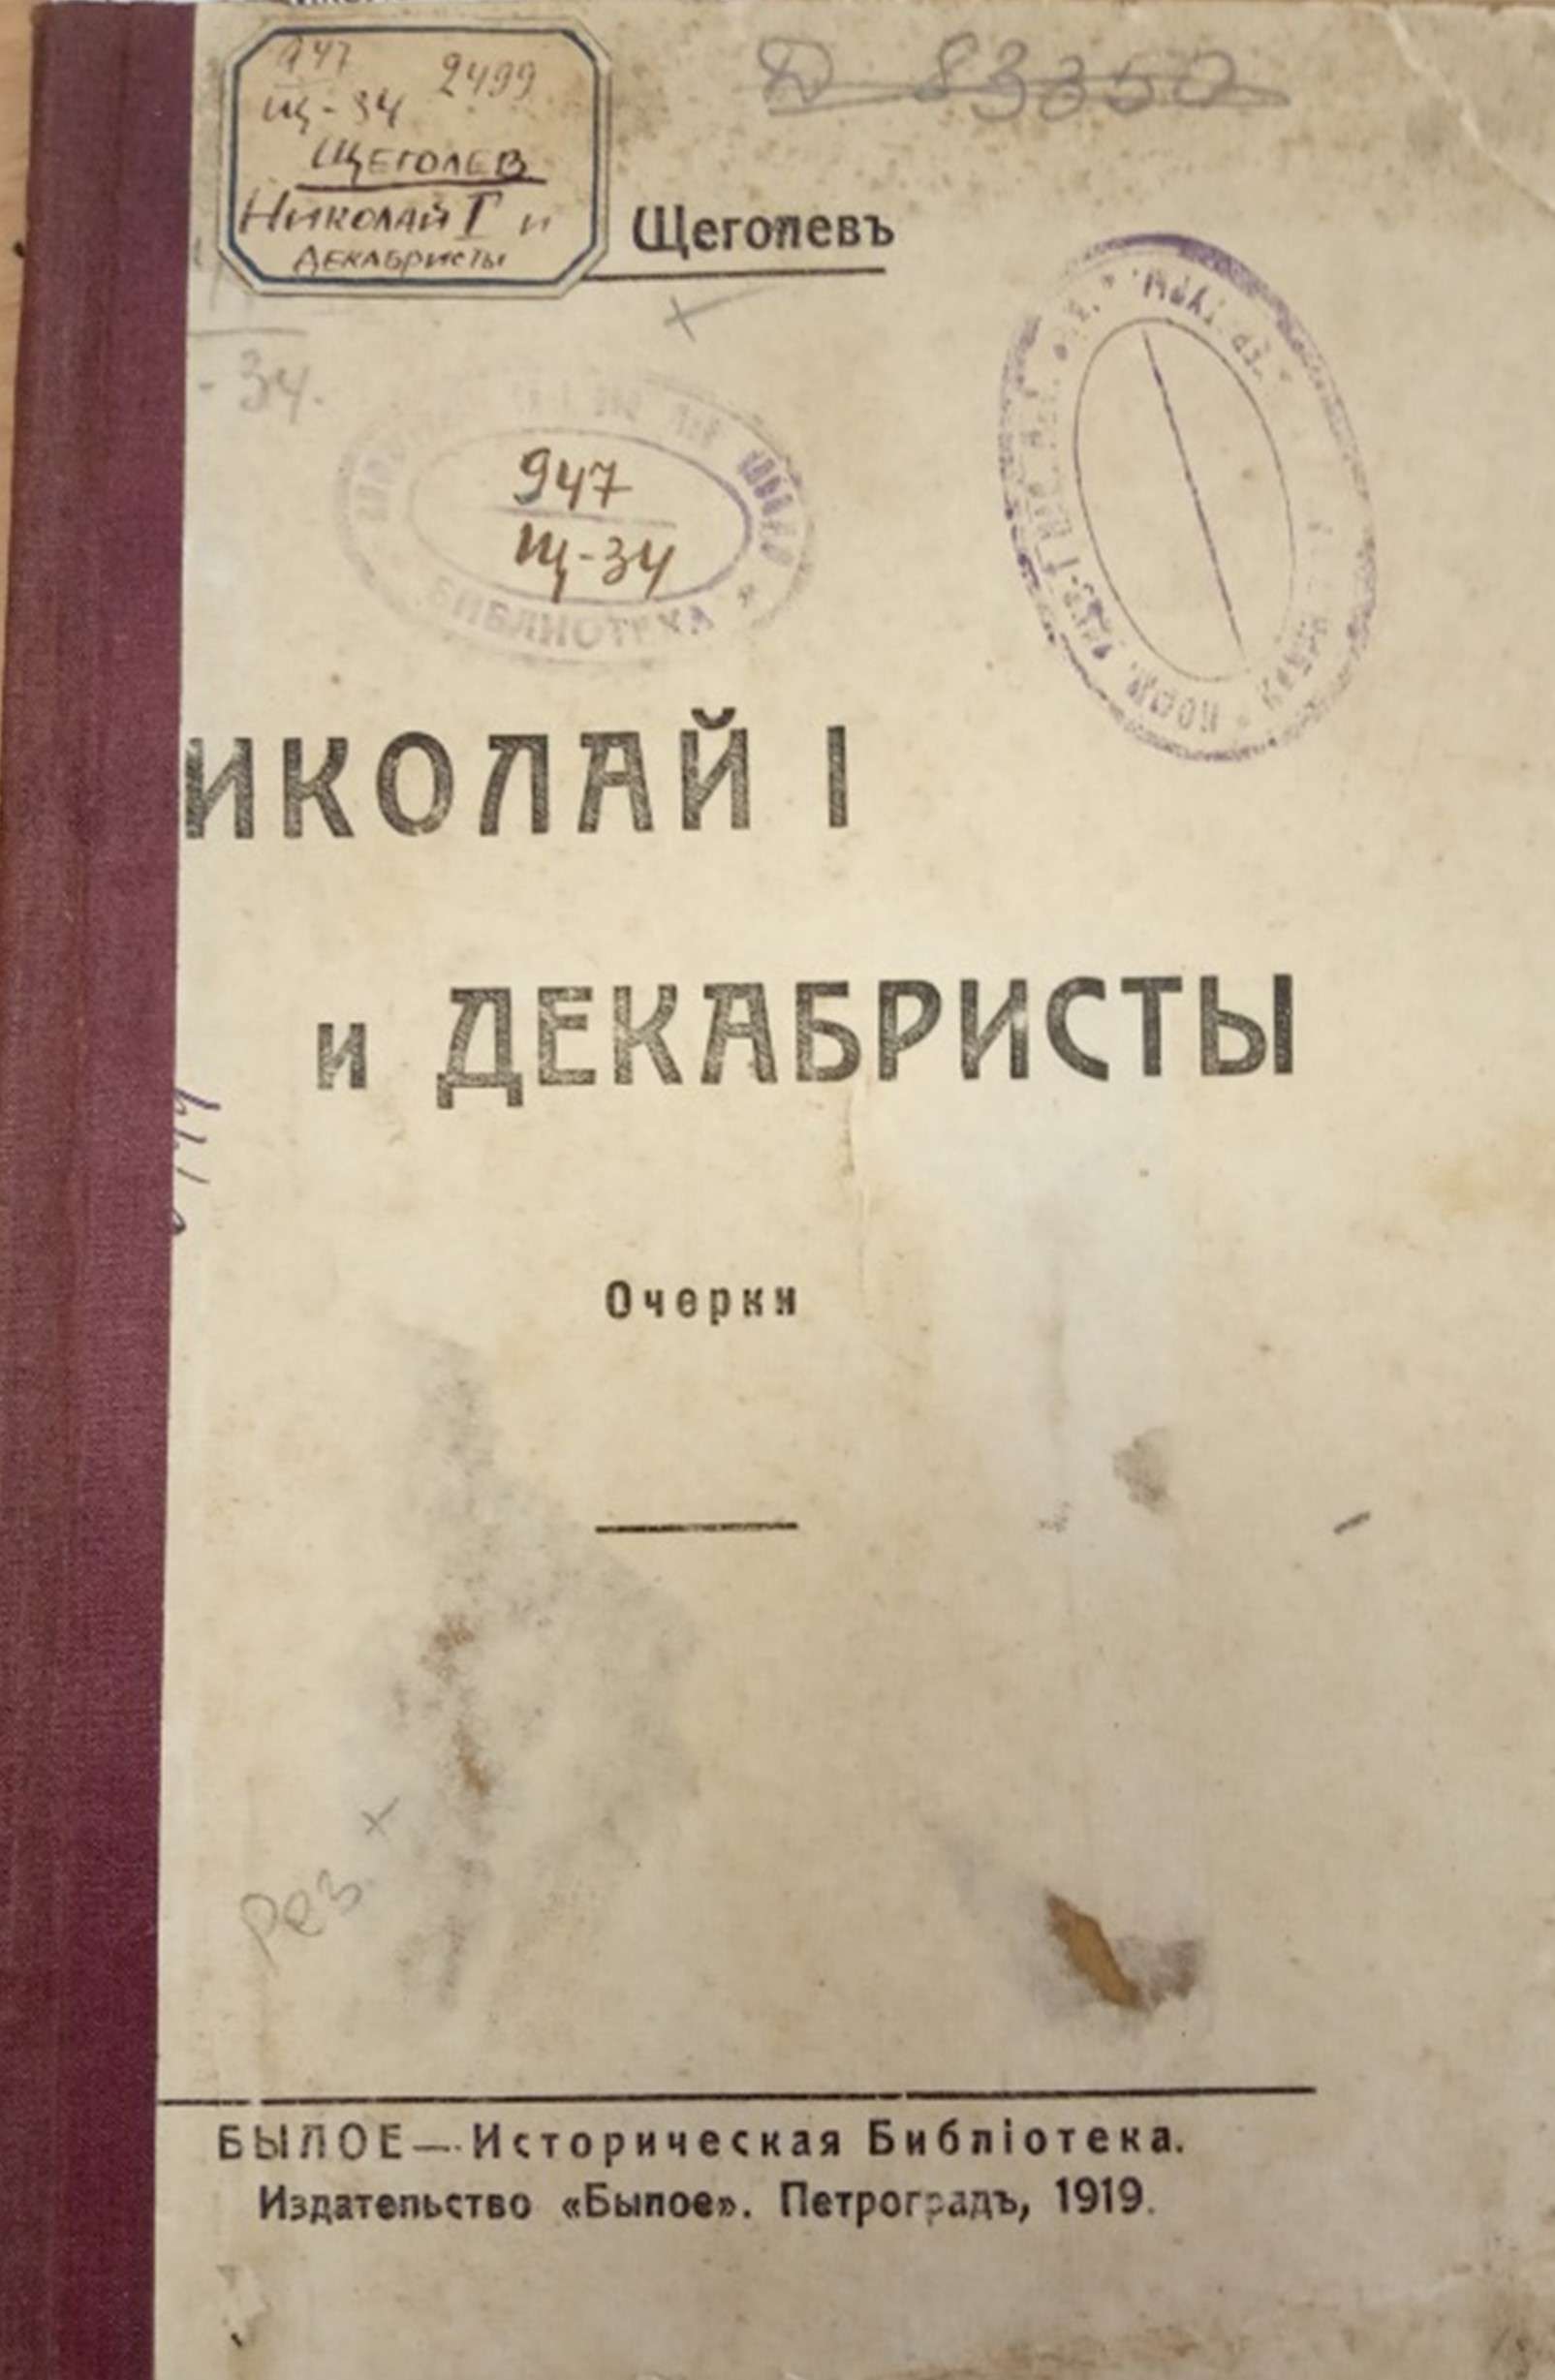 947
2499
Щ-34
ЩЕГОЛЕВ
НИКОЛАЙ I и
ДЕКАБРИСТЫ
Д 83350
Щеголевъ
- 34.
947
Щ-34
БИБЛИОТЕКА
ИКОЛАЙ I
и ДЕКАБРИСТЫ
Очерки
рез.
БЫЛОЕ—Историческая Библіотека.
Издательство «Былое». Петроградъ, 1919.